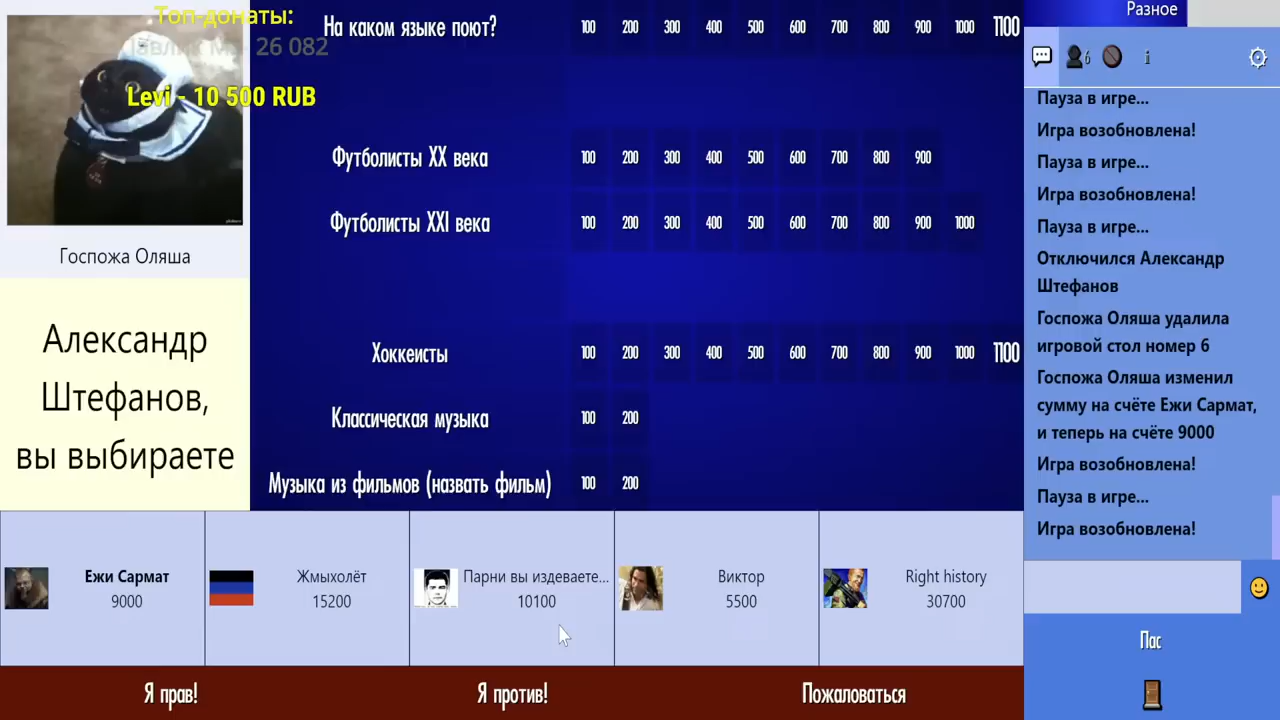 Топ-донаты:
26 082
Levi - 10 500 RUB
Госпожа Оляша
Александр
Штефанов,
вы выбираете
На каком языке поют? 100 200 300 400 500 600 700 800 900 1000 1100
Футболисты XX века 100 200 300 400 500 600 700 800 900
Футболисты XXI века 100 200 300 400 500 600 700 800 900 1000
Хоккеисты 100 200 300 400 500 600 700 800 900 1000 1100
Классическая музыка 100 200
Музыка из фильмов (назвать фильм) 100 200
Разное
6
i
Пауза в игре...
Игра возобновлена!
Пауза в игре...
Игра возобновлена!
Пауза в игре...
Отключился Александр
Штефанов
Госпожа Оляша удалила
игровой стол номер 6
Госпожа Оляша изменил
сумму на счёте Ежи Сармат,
и теперь на счёте 9000
Игра возобновлена!
Пауза в игре...
Игра возобновлена!
Ежи Сармат
9000
Жмыхолёт
15200
Парни вы издеваете...
10100
Виктор
5500
Right history
30700
Пас
Я прав!
Я против!
Пожаловаться